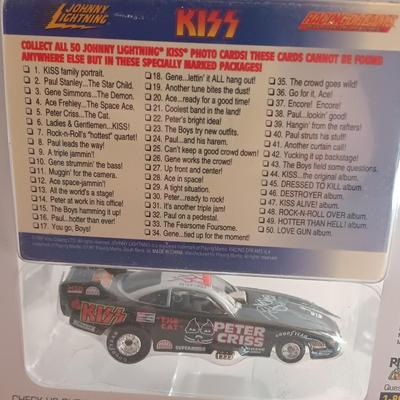 JOHNNY LIGHTNING
KISS
RACING DREAMS
COLLECT ALL 50 JOHNNY LIGHTNING® KISS® PHOTO CARDS! THESE CARDS CANNOT BE FOUND
ANYWHERE ELSE BUT IN THESE SPECIALLY MARKED PACKAGES!
1. KISS family portrait.
2. Paul Stanley...The Star Child.
3. Gene Simmons...The Demon.
4. Ace Frehley...The Space Ace.
5. Peter Criss...The Cat.
6. Ladies & Gentlemen...KISS!
7. Rock-n-Roll's "hottest" quartet!
8. Paul leads the way!
9. A triple jammin'!
10. Gene strummin' the bass!
11. Muggin' for the camera.
12. Ace space-jammin'!
13. All the world's a stage!
14. Peter at work in his office!
15. The Boys hamming it up!
16. Paul...hotter than ever!
17. You go, Boys!
18. Gene...lettin' it ALL hang out!
19. Another tune bites the dust!
20. Ace...ready for a good time!
21. Coolest band in the land!
22. Peter's bright idea!
23. The Boys try new outfits.
24. Paul...and his harem.
25. Can't keep a good crowd down!
26. Gene works the crowd!
27. Up front and center!
28. Ace in space!
29. A tight situation.
30. Peter...ready to rock!
31. It's another triple jam!
32. Paul on a pedestal.
33. The Fearsome Foursome.
34. Gene...tied up for the moment!
35. The crowd goes wild!
36. Go for it, Ace!
37. Encore! Encore!
38. Paul...lookin' good!
39. Hangin' from the rafters!
40. Paul struts his stuff!
41. Another curtain call!
42. Yucking it up backstage!
43. The Boys field some questions.
44. KISS...the original album.
45. DRESSED TO KILL album.
46. DESTROYER album.
47. KISS ALIVE! album.
48. ROCK-N-ROLL OVER album.
49. HOTTER THAN HELL! album.
50. LOVE GUN album.
KISS
THE CAT
PETER
CRISS
SUPERWINGS
GOODYEAR